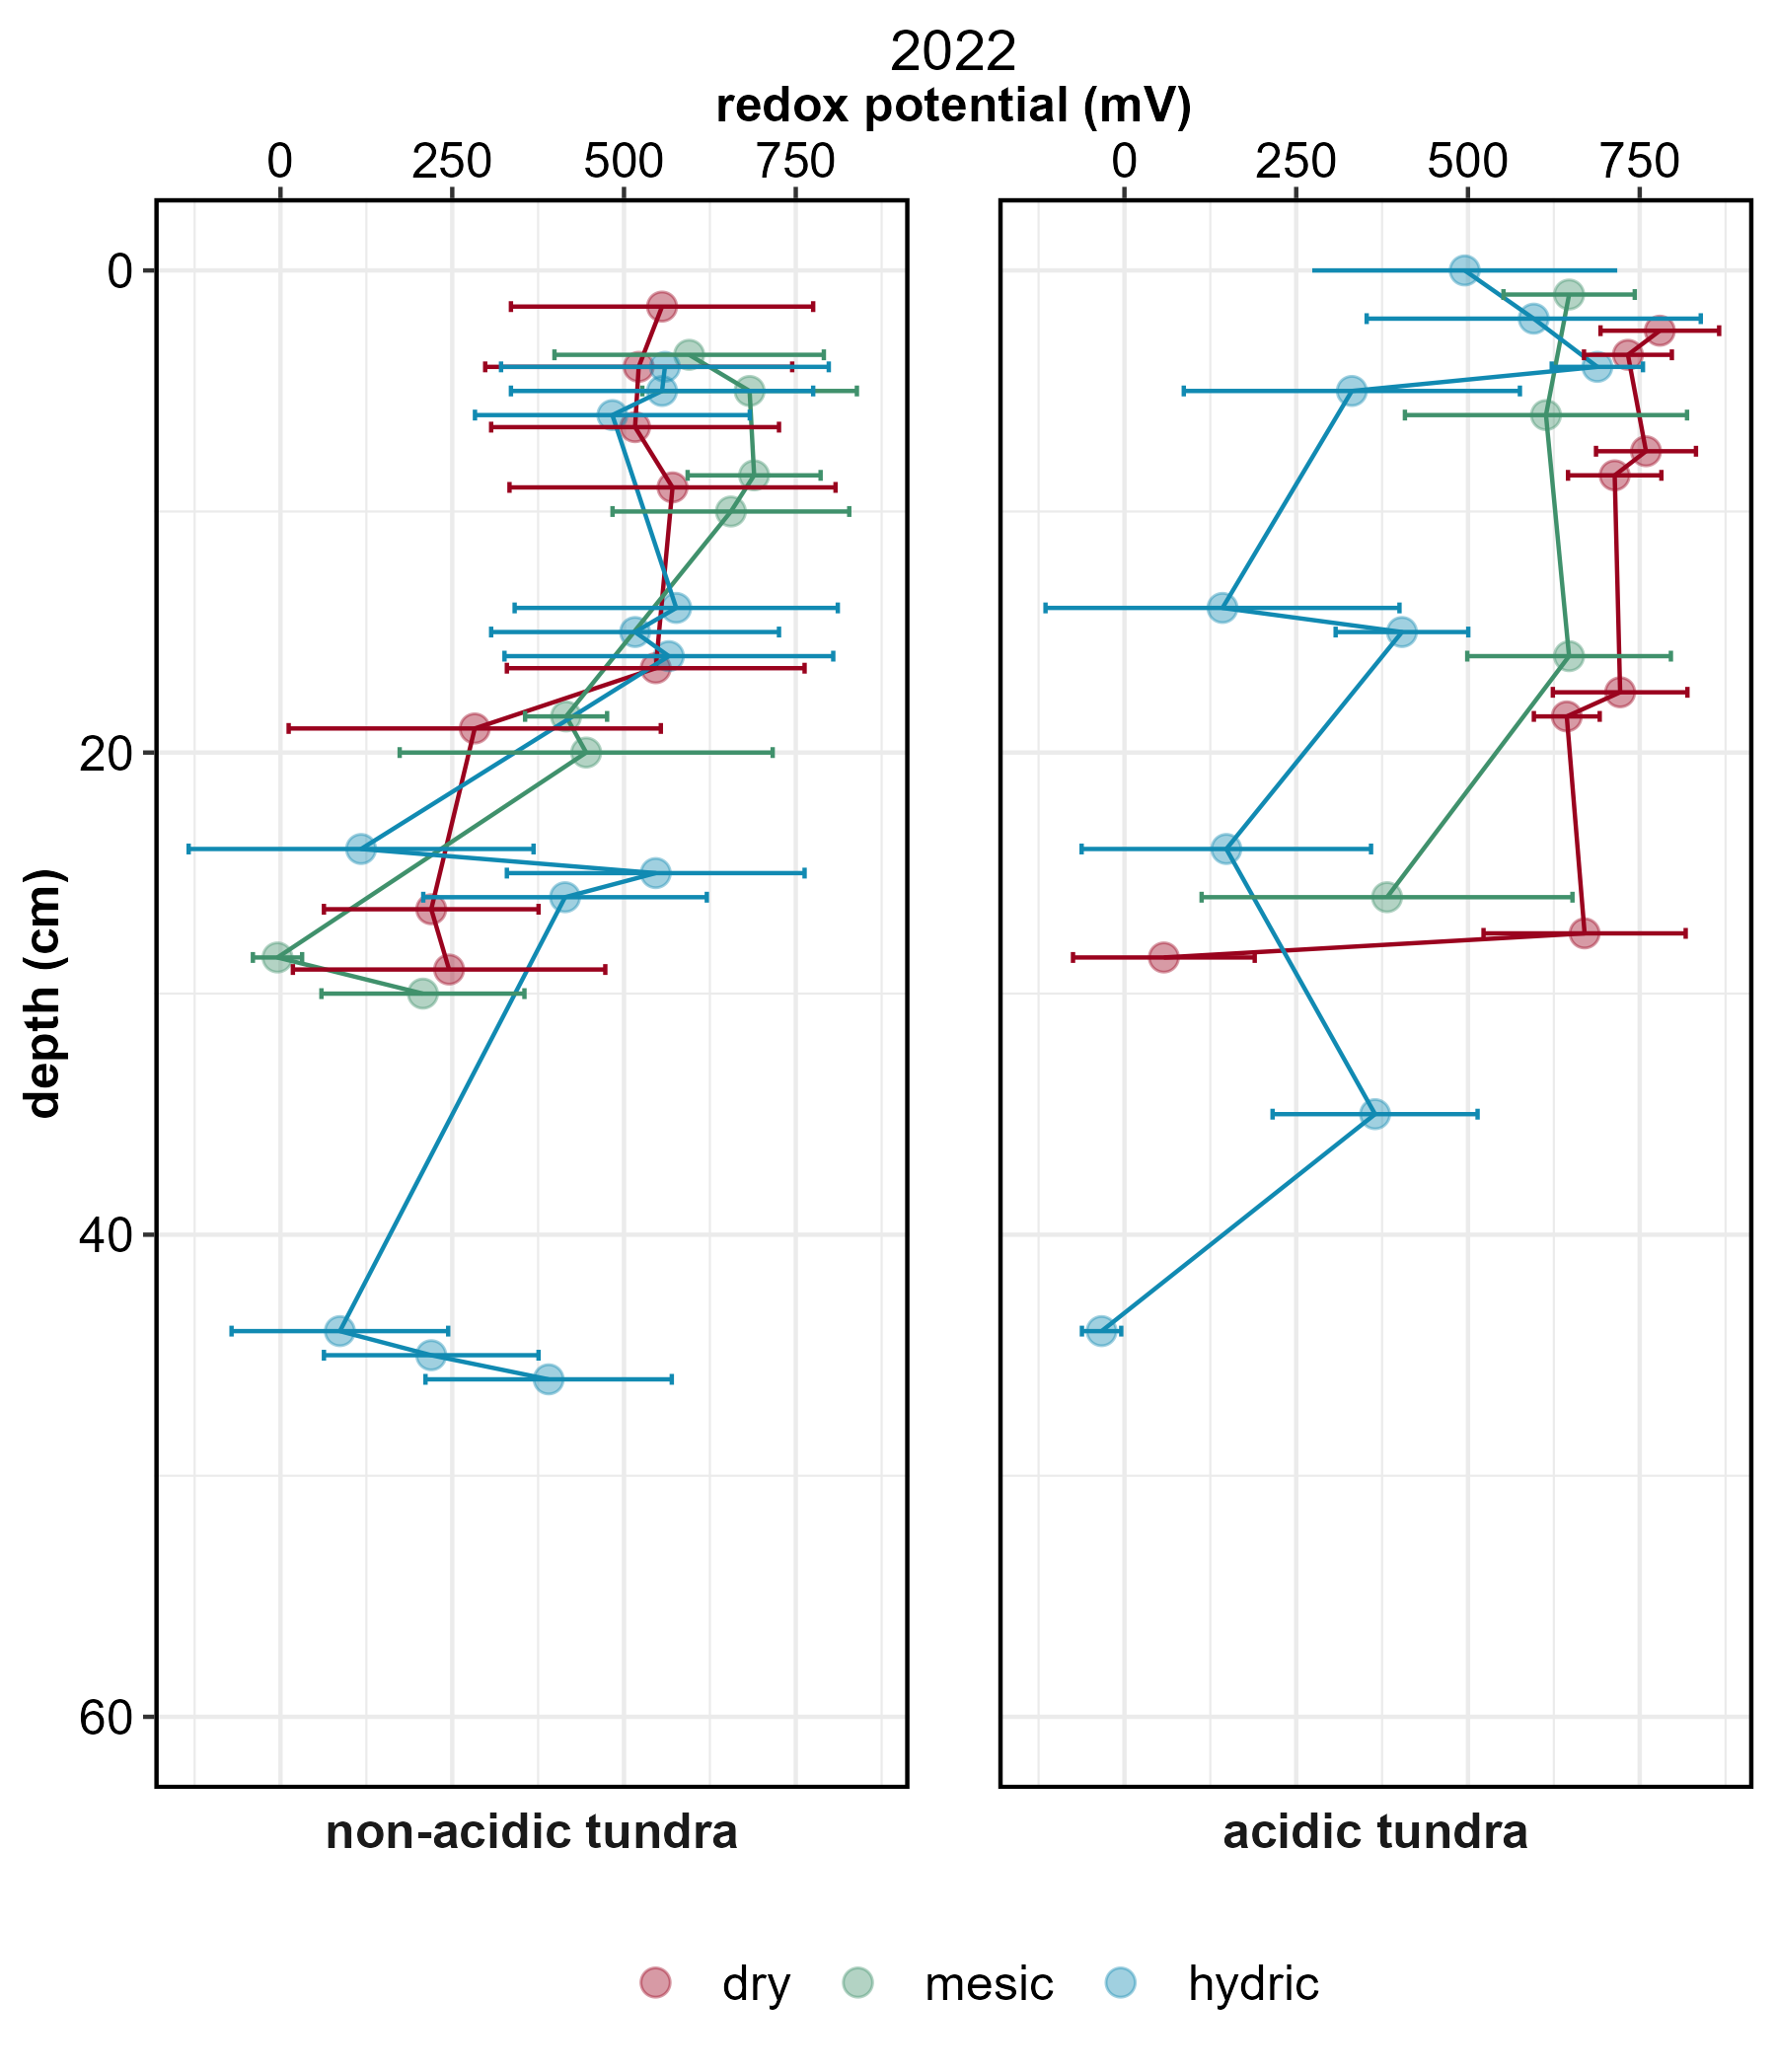 2022
redox potential (mV)
0 250 500 750 0 250 500 750
0
20
40
60
depth (cm)
non-acidic tundra acidic tundra
dry mesic hydric